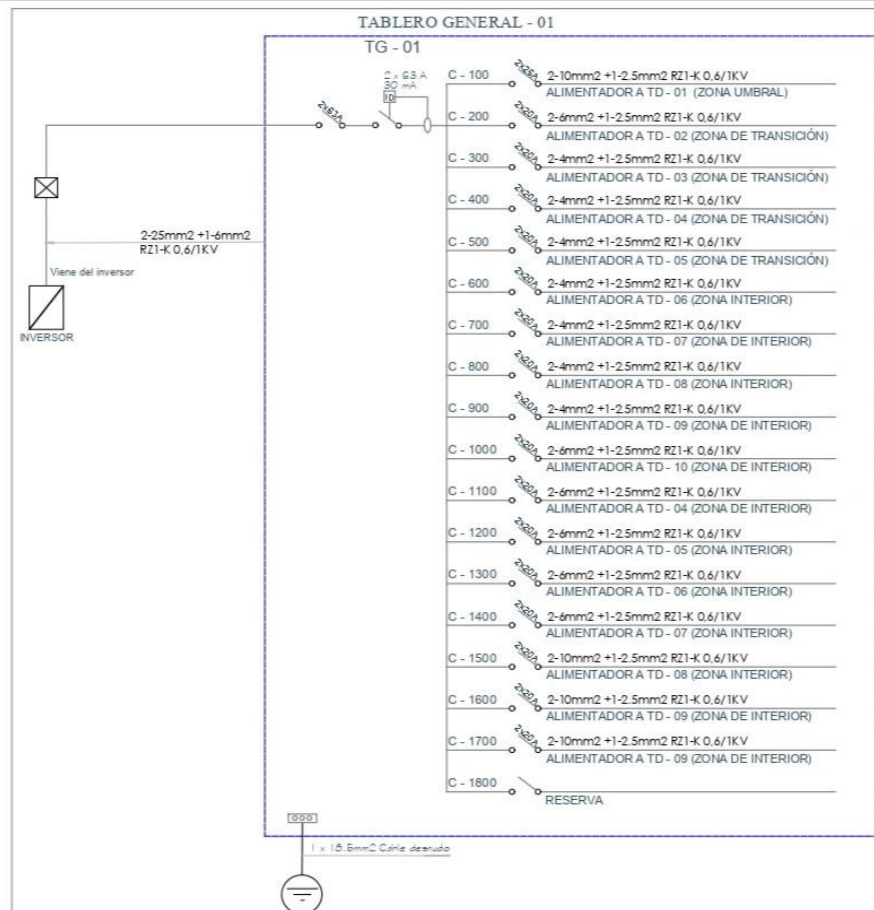 TABLERO GENERAL - 01
TG - 01
2 x 63 A
30 mA
ID
2x63A
C - 100 2x25A 2-10mm2 +1-2.5mm2 RZ1-K 0,6/1KV
ALIMENTADOR A TD - 01 (ZONA UMBRAL)
C - 200 2x20A 2-6mm2 +1-2.5mm2 RZ1-K 0,6/1KV
ALIMENTADOR A TD - 02 (ZONA DE TRANSICIÓN)
C - 300 2x20A 2-4mm2 +1-2.5mm2 RZ1-K 0,6/1KV
ALIMENTADOR A TD - 03 (ZONA DE TRANSICIÓN)
C - 400 2x20A 2-4mm2 +1-2.5mm2 RZ1-K 0,6/1KV
ALIMENTADOR A TD - 04 (ZONA DE TRANSICIÓN)
C - 500 2x20A 2-4mm2 +1-2.5mm2 RZ1-K 0,6/1KV
ALIMENTADOR A TD - 05 (ZONA DE TRANSICIÓN)
C - 600 2x20A 2-4mm2 +1-2.5mm2 RZ1-K 0,6/1KV
ALIMENTADOR A TD - 06 (ZONA INTERIOR)
C - 700 2x20A 2-4mm2 +1-2.5mm2 RZ1-K 0,6/1KV
ALIMENTADOR A TD - 07 (ZONA DE INTERIOR)
C - 800 2x20A 2-4mm2 +1-2.5mm2 RZ1-K 0,6/1KV
ALIMENTADOR A TD - 08 (ZONA INTERIOR)
C - 900 2x20A 2-4mm2 +1-2.5mm2 RZ1-K 0,6/1KV
ALIMENTADOR A TD - 09 (ZONA DE INTERIOR)
C - 1000 2x20A 2-6mm2 +1-2.5mm2 RZ1-K 0,6/1KV
ALIMENTADOR A TD - 10 (ZONA DE INTERIOR)
C - 1100 2x20A 2-6mm2 +1-2.5mm2 RZ1-K 0,6/1KV
ALIMENTADOR A TD - 04 (ZONA DE INTERIOR)
C - 1200 2x20A 2-6mm2 +1-2.5mm2 RZ1-K 0,6/1KV
ALIMENTADOR A TD - 05 (ZONA INTERIOR)
C - 1300 2x20A 2-6mm2 +1-2.5mm2 RZ1-K 0,6/1KV
ALIMENTADOR A TD - 06 (ZONA INTERIOR)
C - 1400 2x20A 2-6mm2 +1-2.5mm2 RZ1-K 0,6/1KV
ALIMENTADOR A TD - 07 (ZONA INTERIOR)
C - 1500 2x20A 2-10mm2 +1-2.5mm2 RZ1-K 0,6/1KV
ALIMENTADOR A TD - 08 (ZONA INTERIOR)
C - 1600 2x20A 2-10mm2 +1-2.5mm2 RZ1-K 0,6/1KV
ALIMENTADOR A TD - 09 (ZONA DE INTERIOR)
C - 1700 2x20A 2-10mm2 +1-2.5mm2 RZ1-K 0,6/1KV
ALIMENTADOR A TD - 09 (ZONA DE INTERIOR)
C - 1800
RESERVA
2-25mm2 +1-6mm2
RZ1-K 0,6/1KV
Viene del inversor
INVERSOR
1 x 18.5mm2 Cable desnudo